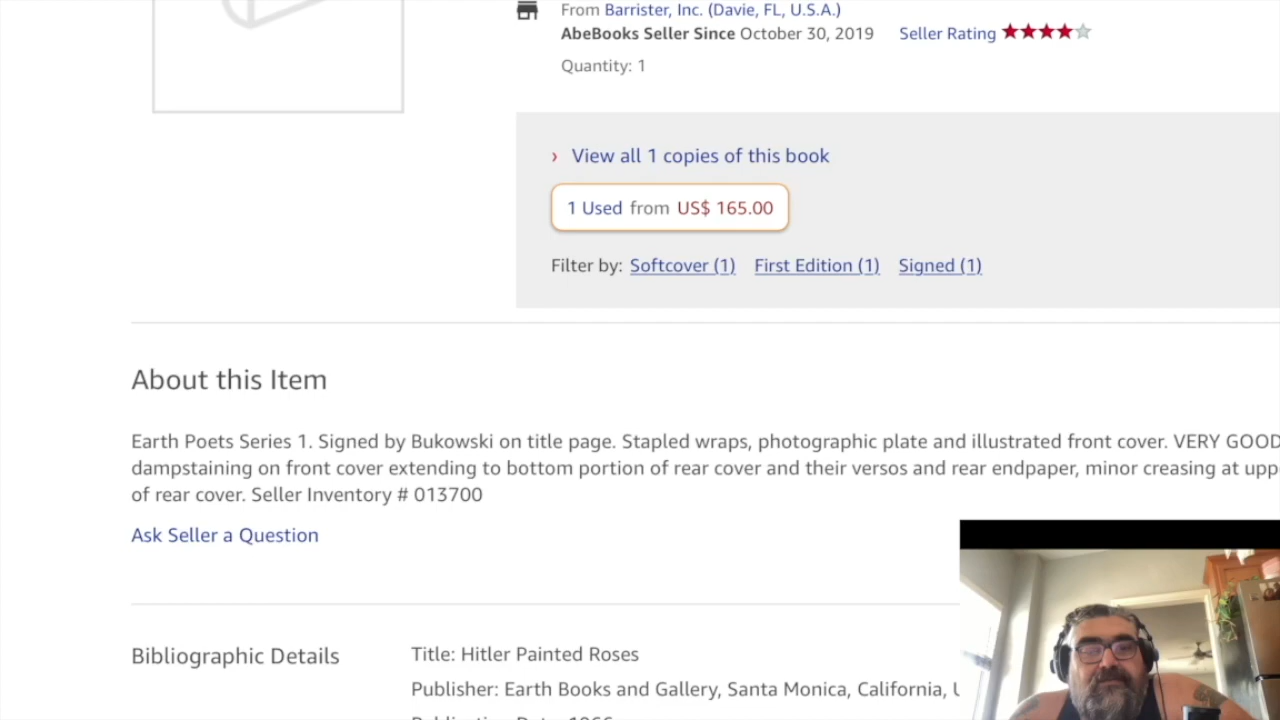 From Barrister, Inc. (Davie, FL, U.S.A.)
AbeBooks Seller Since October 30, 2019 Seller Rating
Quantity: 1
› View all 1 copies of this book
1 Used from US$ 165.00
Filter by: Softcover (1) First Edition (1) Signed (1)
About this Item
Earth Poets Series 1. Signed by Bukowski on title page. Stapled wraps, photographic plate and illustrated front cover. VERY GOOD
dampstaining on front cover extending to bottom portion of rear cover and their versos and rear endpaper, minor creasing at upp
of rear cover. Seller Inventory # 013700
Ask Seller a Question
Bibliographic Details
Title: Hitler Painted Roses
Publisher: Earth Books and Gallery, Santa Monica, California,